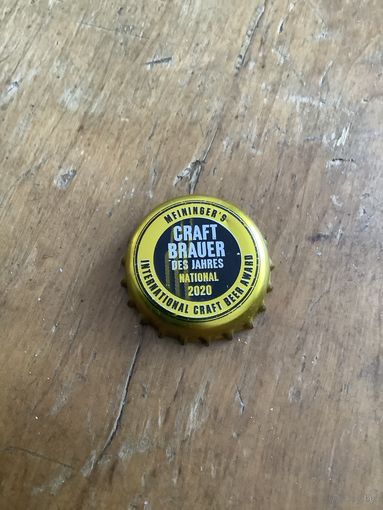 MEININGER'S
CRAFT
BRAUER
DES JAHRES
NATIONAL
2020
INTERNATIONAL CRAFT BEER AWARD